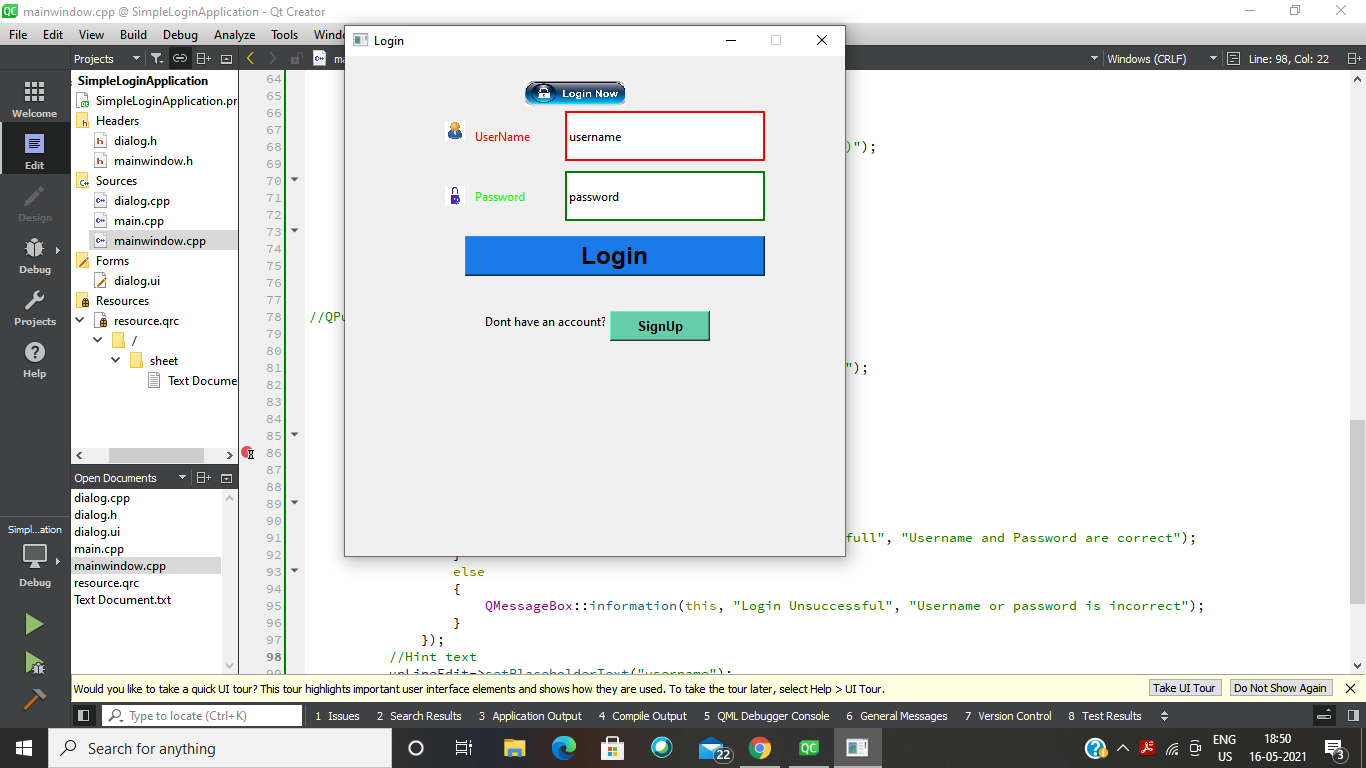 mainwindow.cpp @ SimpleLoginApplication - Qt Creator
File Edit View Build Debug Analyze Tools
Login
Projects
Windows (CRLF)
Line: 98, Col: 22
Welcome
Edit
Design
Debug
Projects
Help
SimpleLoginApplication
SimpleLoginApplication.pr
Headers
dialog.h
mainwindow.h
Sources
dialog.cpp
main.cpp
mainwindow.cpp
Forms
dialog.ui
Resources
resource.qrc
/
sheet
Text Docume
Open Documents
dialog.cpp
dialog.h
dialog.ui
main.cpp
mainwindow.cpp
resource.qrc
Text Document.txt
Simpl...ation
Debug
Login Now
UserName
username
Password
password
Login
Dont have an account?
SignUp
64
65
66
67
68 )");
69
70
71
72
73
74
75
76
77
78 //QPu
79
80
81 ");
82
83
84
85
86
87
88
89
90
91 full", "Username and Password are correct");
92 }
93 else
94 {
95 QMessageBox::information(this, "Login Unsuccessful", "Username or password is incorrect");
96 }
97 });
98 //Hint text
unLineEdit->setPlaceholderText("username");
Would you like to take a quick UI tour? This tour highlights important user interface elements and shows how they are used. To take the tour later, select Help > UI Tour.
Take UI Tour
Do Not Show Again
Type to locate (Ctrl+K)
1 Issues 2 Search Results 3 Application Output 4 Compile Output 5 QML Debugger Console 6 General Messages 7 Version Control 8 Test Results
Search for anything
22
QC
ENG
US
18:50
16-05-2021
3